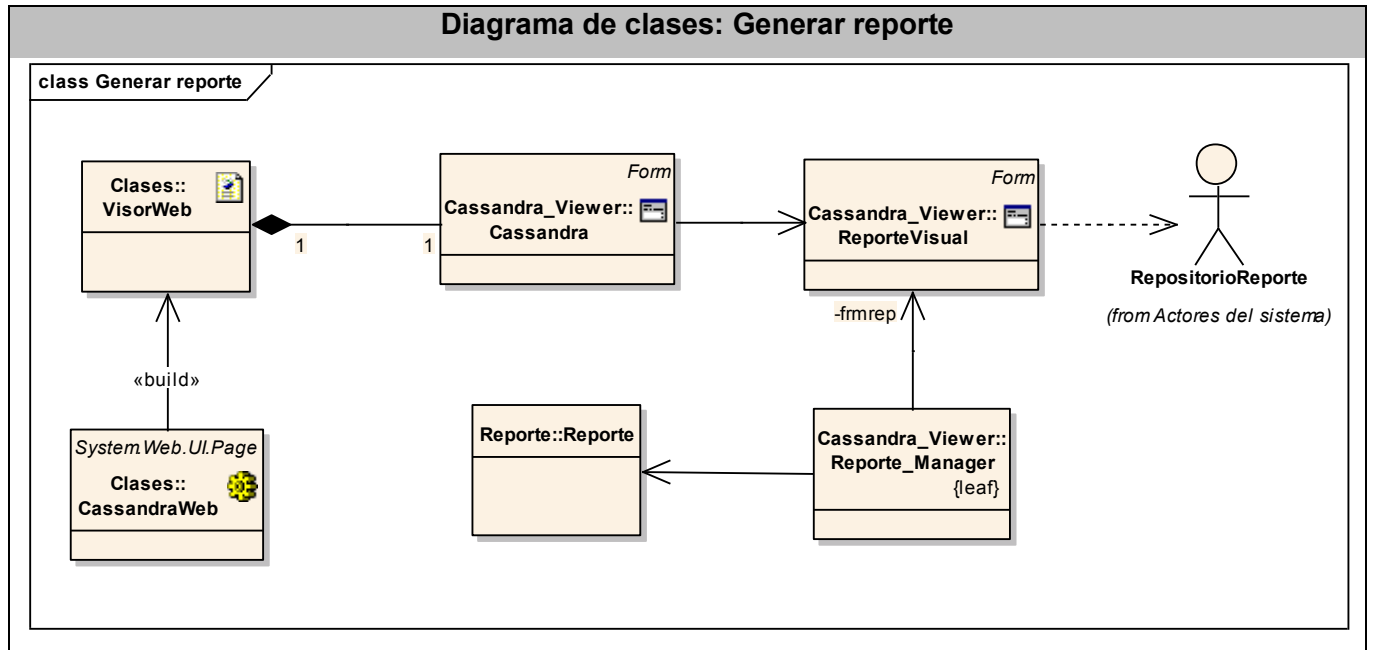 Diagrama de clases: Generar reporte
class Generar reporte
Clases::
VisorWeb
1
1
Form
Cassandra_Viewer::
Cassandra
Form
Cassandra_Viewer::
ReporteVisual
RepositorioReporte
(from Actores del sistema)
-frmrep
«build»
System.Web.UI.Page
Clases::
CassandraWeb
Reporte::Reporte
Cassandra_Viewer::
Reporte_Manager
{leaf}